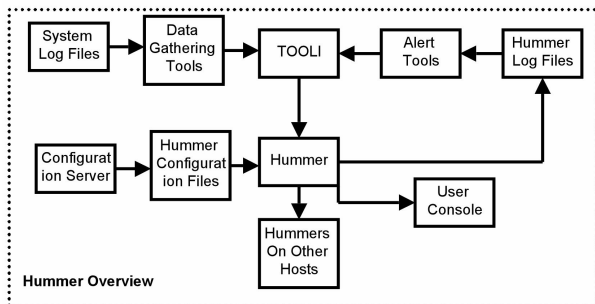 System
Log Files
Data
Gathering
Tools
TOOLI
Alert
Tools
Hummer
Log Files
Configurat
ion Server
Hummer
Configurat
ion Files
Hummer
User
Console
Hummers
On Other
Hosts
Hummer Overview